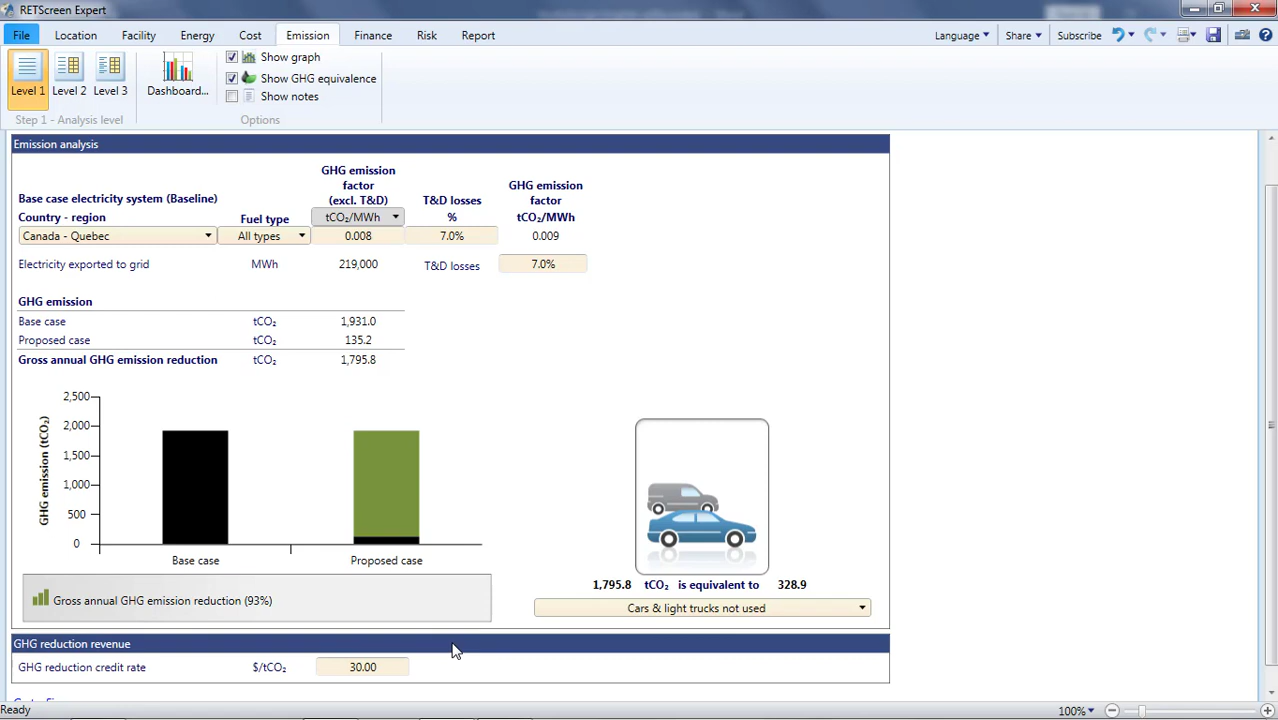 RETScreen Expert
File Location Facility Energy Cost Emission Finance Risk Report Language Share Subscribe
Level 1 Level 2 Level 3
Step 1 - Analysis level
Dashboard...
Show graph
Show GHG equivalence
Show notes
Options
Emission analysis
Base case electricity system (Baseline)
GHG emission
factor
(excl. T&D)
T&D losses
GHG emission
factor
Country - region Fuel type tCO₂/MWh % tCO₂/MWh
Canada - Quebec All types 0.008 7.0% 0.009
Electricity exported to grid MWh 219,000 T&D losses 7.0%
GHG emission
Base case tCO₂ 1,931.0
Proposed case tCO₂ 135.2
Gross annual GHG emission reduction tCO₂ 1,795.8
GHG emission (tCO₂)
2,500
2,000
1,500
1,000
500
0
Base case Proposed case
Gross annual GHG emission reduction (93%)
1,795.8 tCO₂ is equivalent to 328.9
Cars & light trucks not used
GHG reduction revenue
GHG reduction credit rate $/tCO₂ 30.00
Ready 100%